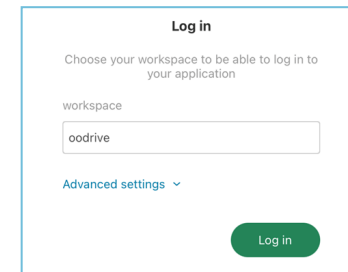 Log in
Choose your workspace to be able to log in to
your application
workspace
oodrive
Advanced settings
Log in